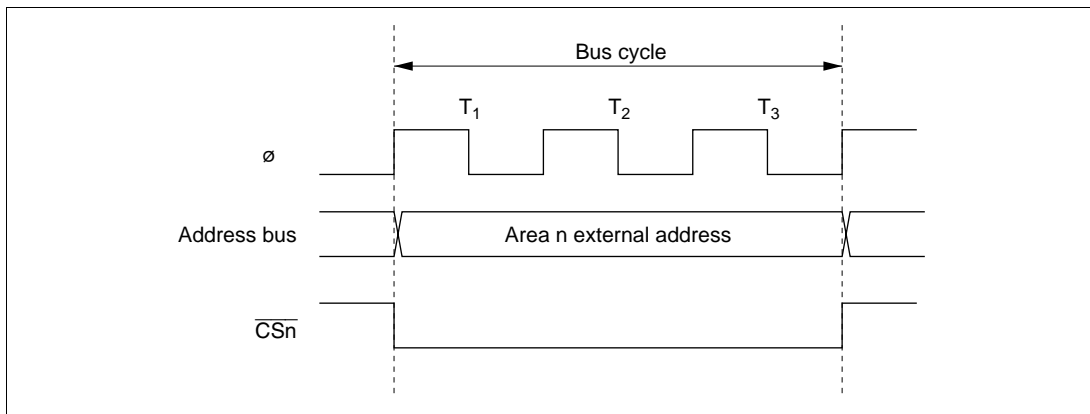 Bus cycle
T1 T2 T3
ø
Address bus Area n external address
CSn